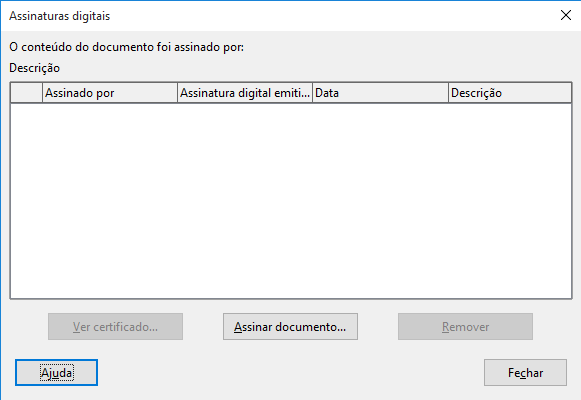 Assinaturas digitais
O conteúdo do documento foi assinado por:
Descrição
Assinado por Assinatura digital emiti... Data Descrição
Ver certificado... Assinar documento... Remover
Ajuda Fechar